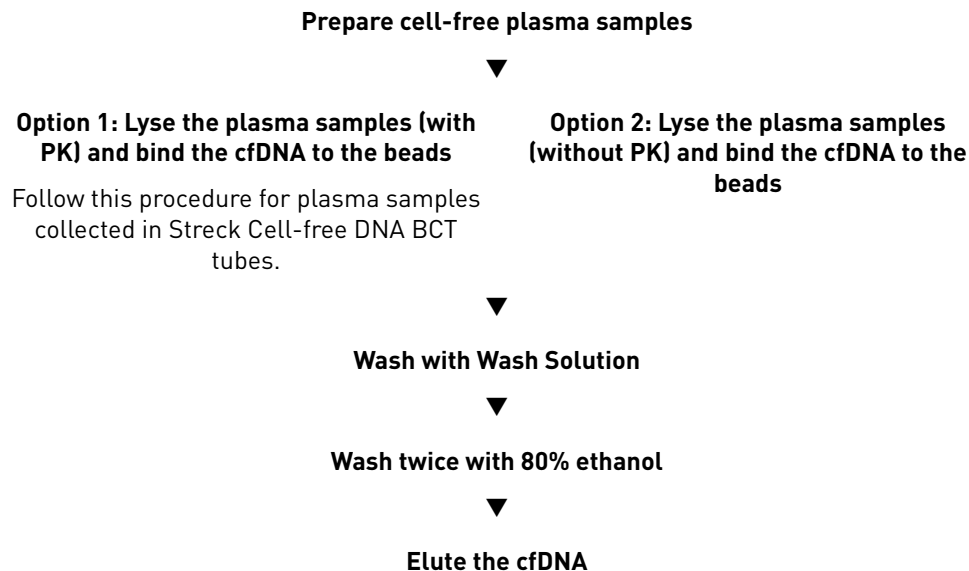 Prepare cell-free plasma samples
Option 1: Lyse the plasma samples (with
PK) and bind the cfDNA to the beads
Follow this procedure for plasma samples
collected in Streck Cell-free DNA BCT
tubes.
Option 2: Lyse the plasma samples
(without PK) and bind the cfDNA to the
beads
Wash with Wash Solution
Wash twice with 80% ethanol
Elute the cfDNA